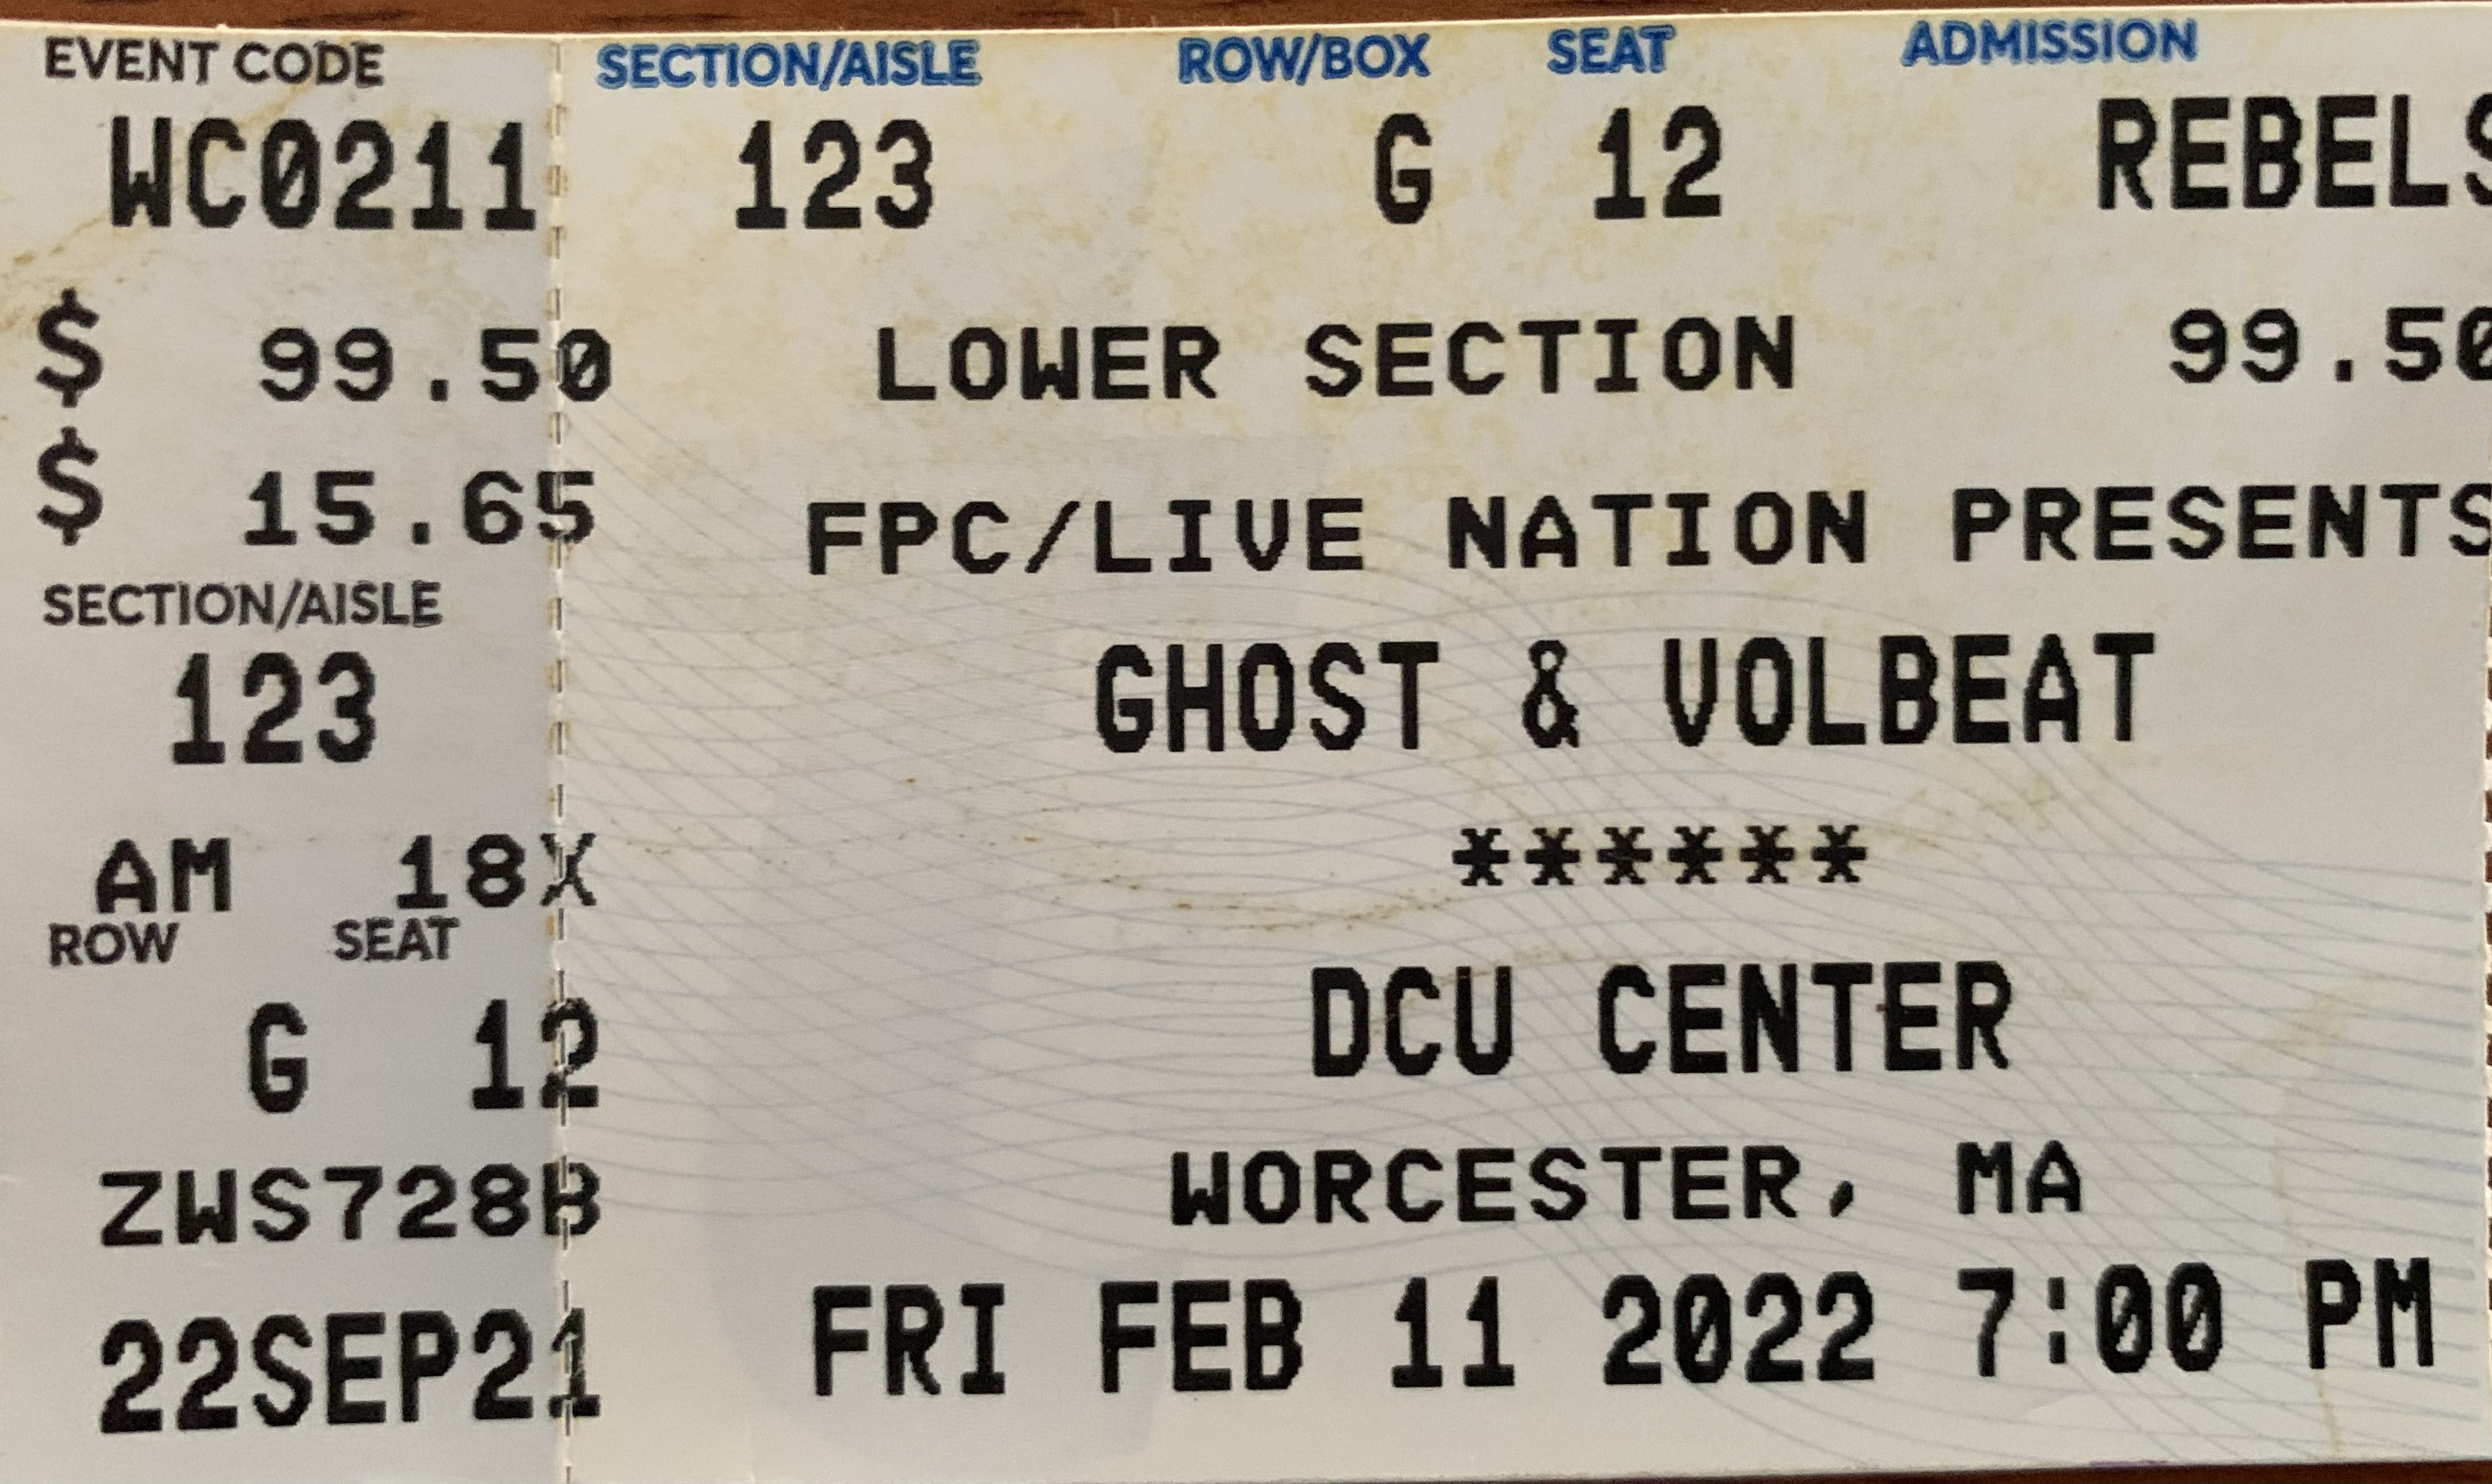 EVENT CODE
WC0211
$ 99.50
$ 15.65
SECTION/AISLE
123
AM 18X
ROW SEAT
G 12
ZWS728B
22SEP21
SECTION/AISLE ROW/BOX SEAT ADMISSION
123 G 12 REBELS
LOWER SECTION 99.50
FPC/LIVE NATION PRESENTS
GHOST & VOLBEAT
******
DCU CENTER
WORCESTER, MA
FRI FEB 11 2022 7:00 PM